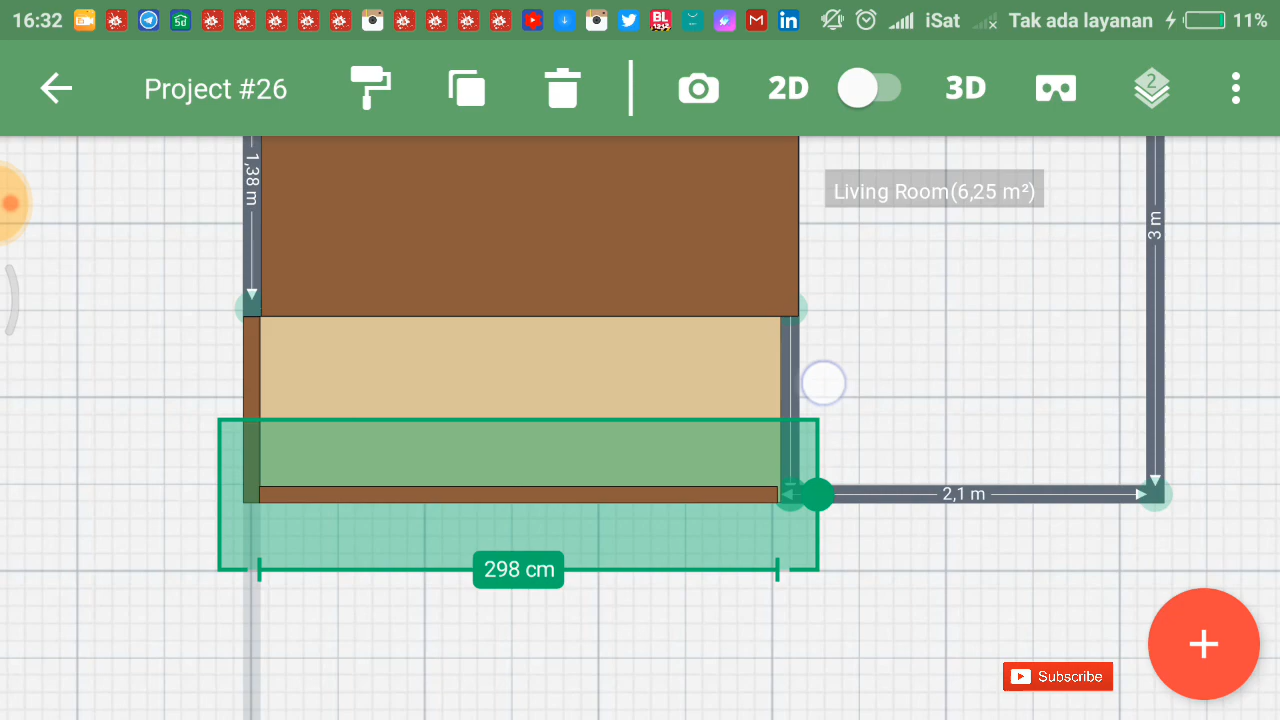 16:32
BL
iSat
Tak ada layanan
11%
Project #26
2D
3D
2
1,38 m
Living Room(6,25 m²)
3 m
2,1 m
298 cm
Subscribe